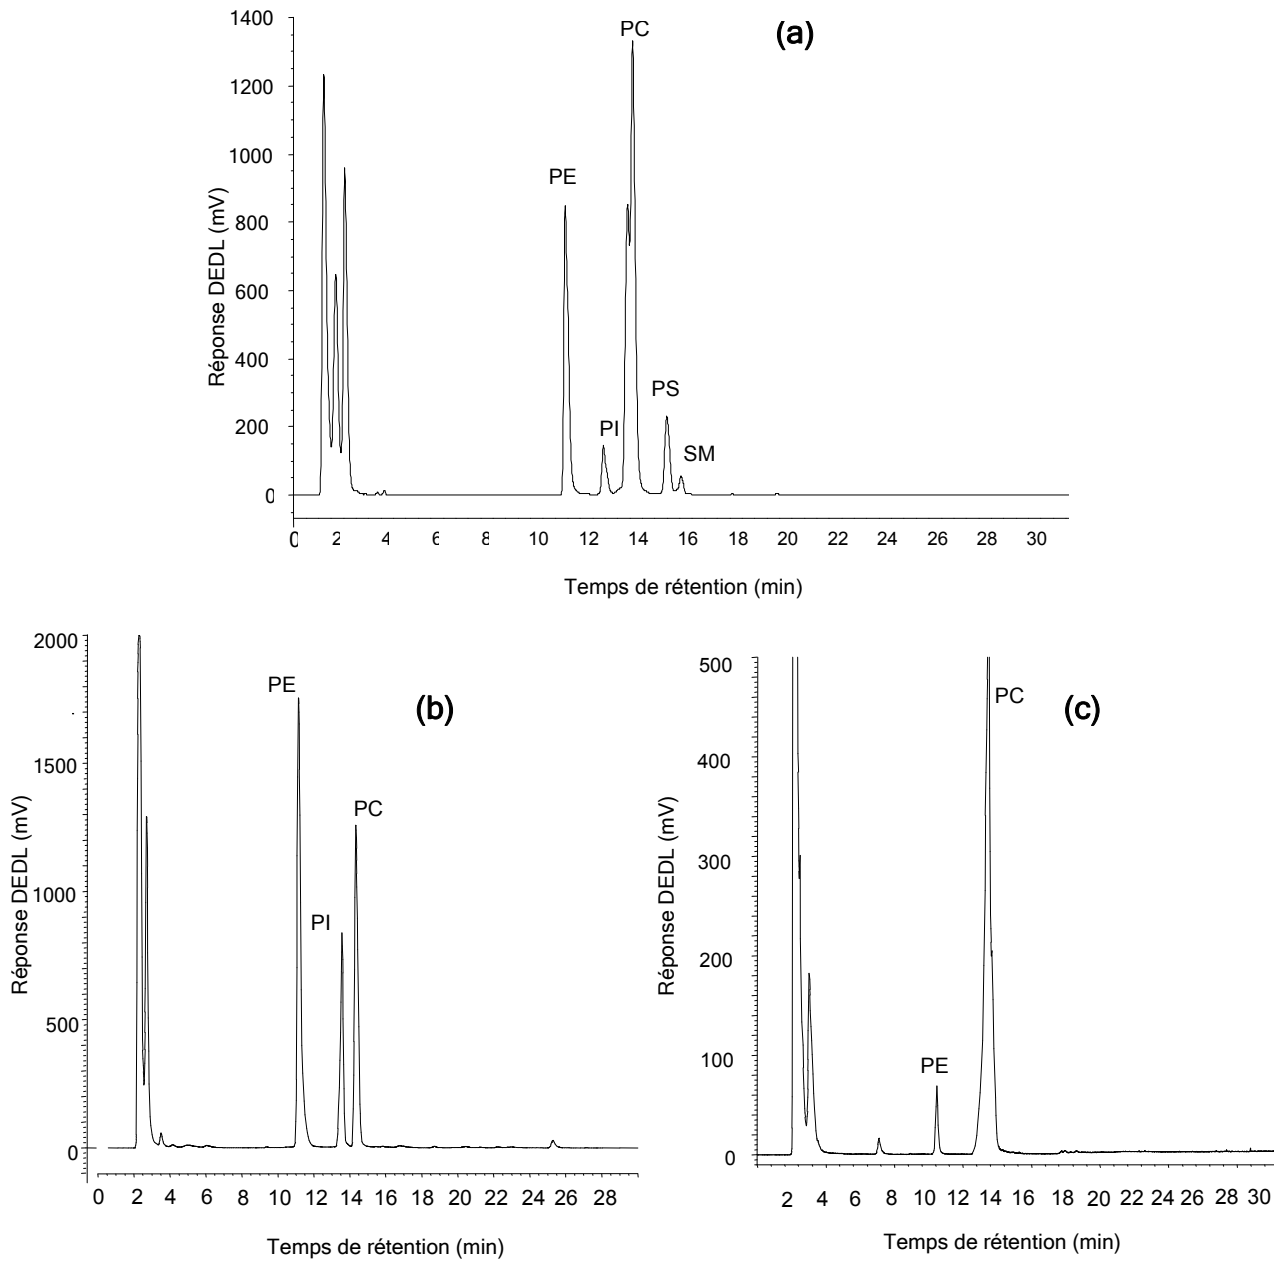 (a)
Réponse DEDL (mV)
1400
1200
1000
800
600
400
200
0
PE
PI
PC
PS
SM
0 2 4 6 8 10 12 14 16 18 20 22 24 26 28 30
Temps de rétention (min)
(b)
Réponse DEDL (mV)
2000
1500
1000
500
0
PE
PI
PC
0 2 4 6 8 10 12 14 16 18 20 22 24 26 28
Temps de rétention (min)
(c)
Réponse DEDL (mV)
500
400
300
200
100
0
PE
PC
2 4 6 8 10 12 14 16 18 20 22 24 26 30
Temps de rétention (min)